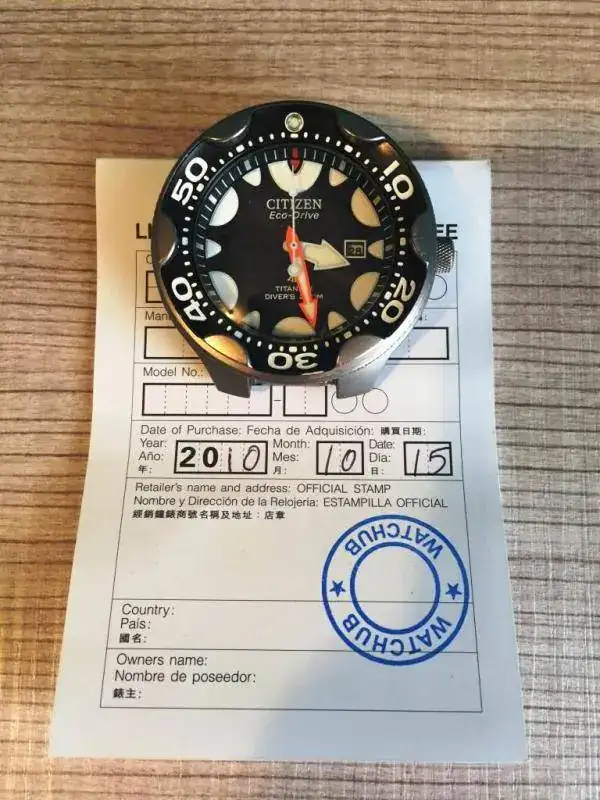 10
20
30
40
50
CITIZEN
Eco-Drive
28
DIVER'S
Model No.:
Date of Purchase: Fecha de Adquisición: 購買日期:
Year: 2010 Month: 10 Date: 15
Año: Mes: Día:
年: 月: 日:
Retailer's name and address: OFFICIAL STAMP
Nombre y Dirección de la Relojería: ESTAMPILLA OFFICIAL
經銷鐘錶商號名稱及地址:店章
WATCHUB ★ WATCHUB ★
Country:
País:
國名:
Owners name:
Nombre de poseedor:
錶主: